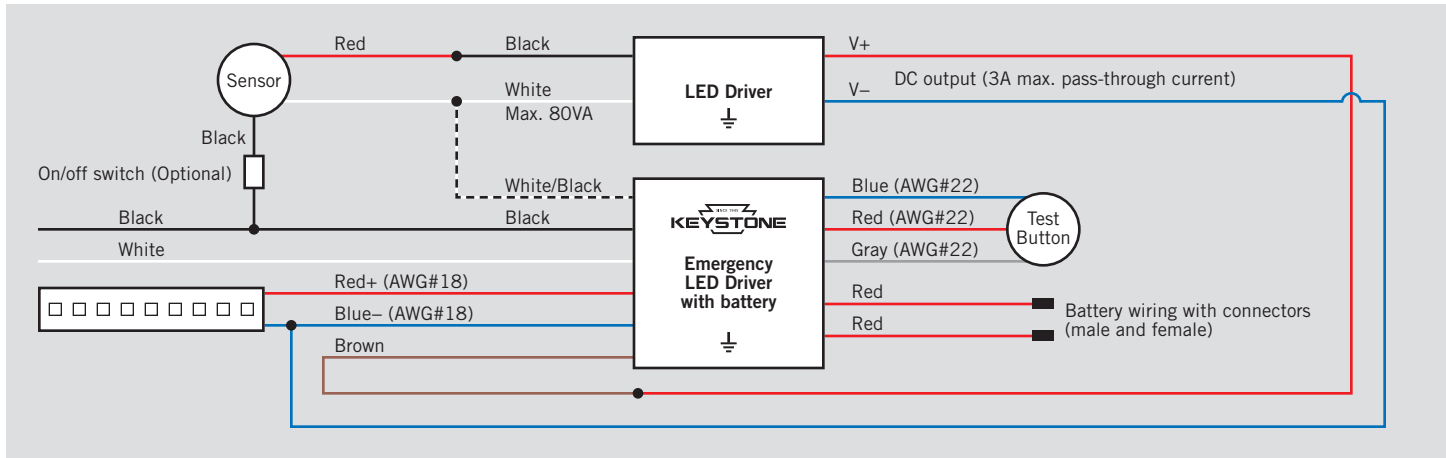 Red
Black
V+
Sensor
White
LED Driver
V–
DC output (3A max. pass-through current)
Max. 80VA
Black
On/off switch (Optional)
White/Black
Blue (AWG#22)
Black
Black
KEYSTONE
Red (AWG#22)
Test
Button
White
Gray (AWG#22)
Emergency
LED Driver
with battery
Red+ (AWG#18)
Red
Battery wiring with connectors
(male and female)
Blue– (AWG#18)
Red
Brown